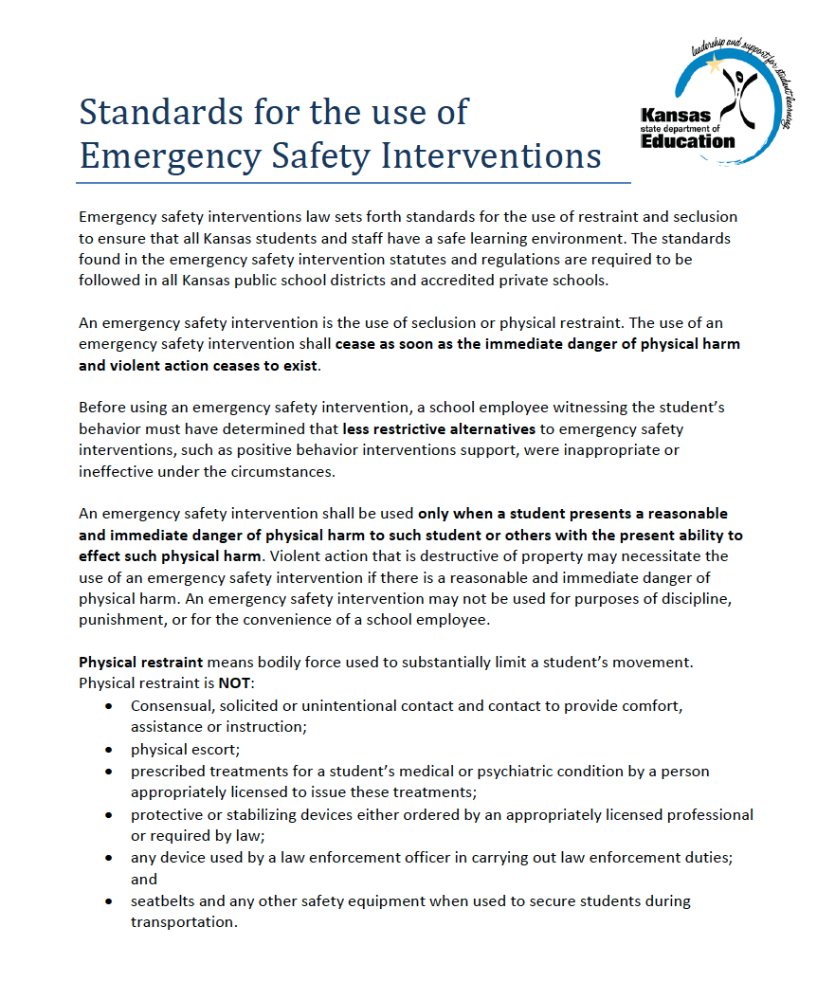 leadership and support for student learning
Kansas
state department of
Education
Standards for the use of
Emergency Safety Interventions
Emergency safety interventions law sets forth standards for the use of restraint and seclusion
to ensure that all Kansas students and staff have a safe learning environment. The standards
found in the emergency safety intervention statutes and regulations are required to be
followed in all Kansas public school districts and accredited private schools.
An emergency safety intervention is the use of seclusion or physical restraint. The use of an
emergency safety intervention shall cease as soon as the immediate danger of physical harm
and violent action ceases to exist.
Before using an emergency safety intervention, a school employee witnessing the student’s
behavior must have determined that less restrictive alternatives to emergency safety
interventions, such as positive behavior interventions support, were inappropriate or
ineffective under the circumstances.
An emergency safety intervention shall be used only when a student presents a reasonable
and immediate danger of physical harm to such student or others with the present ability to
effect such physical harm. Violent action that is destructive of property may necessitate the
use of an emergency safety intervention if there is a reasonable and immediate danger of
physical harm. An emergency safety intervention may not be used for purposes of discipline,
punishment, or for the convenience of a school employee.
Physical restraint means bodily force used to substantially limit a student’s movement.
Physical restraint is NOT:
• Consensual, solicited or unintentional contact and contact to provide comfort,
assistance or instruction;
• physical escort;
• prescribed treatments for a student’s medical or psychiatric condition by a person
appropriately licensed to issue these treatments;
• protective or stabilizing devices either ordered by an appropriately licensed professional
or required by law;
• any device used by a law enforcement officer in carrying out law enforcement duties;
and
• seatbelts and any other safety equipment when used to secure students during
transportation.